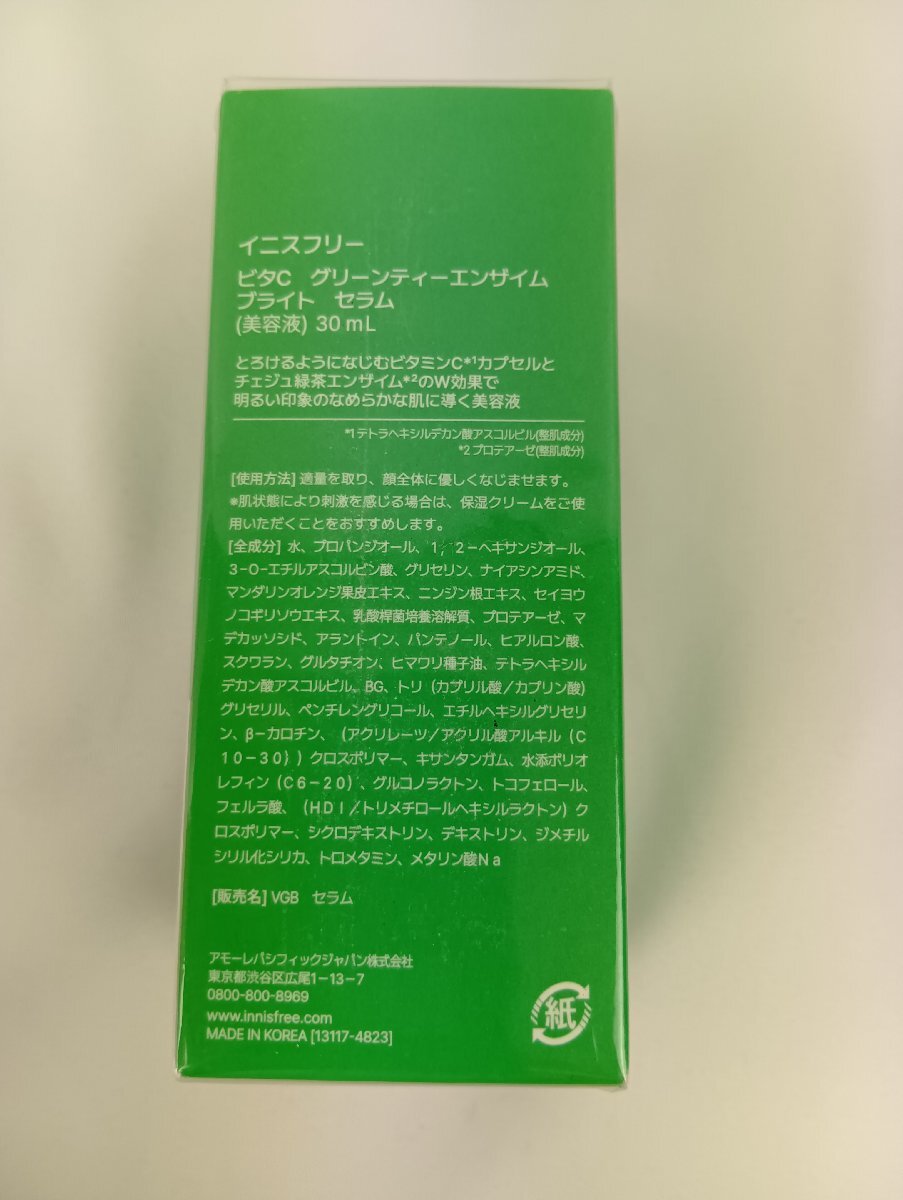 イニスフリー
ビタC グリーンティーエンザイム
ブライト セラム
(美容液) 30 mL
とろけるようになじむビタミンC*1カプセルと
チェジュ緑茶エンザイム*2のW効果で
明るい印象のなめらかな肌に導く美容液
*1 テトラヘキシルデカン酸アスコルビル(整肌成分)
*2 プロテアーゼ(整肌成分)
[使用方法] 適量を取り、顔全体に優しくなじませます。
※肌状態により刺激を感じる場合は、保湿クリームをご使
用いただくことをおすすめします。
[全成分] 水、プロパンジオール、1，2－ヘキサンジオール、
3－O－エチルアスコルビン酸、グリセリン、ナイアシンアミド、
マンダリンオレンジ果皮エキス、ニンジン根エキス、セイヨウ
ノコギリソウエキス、乳酸桿菌培養溶解質、プロテアーゼ、マ
デカッソシド、アラントイン、パンテノール、ヒアルロン酸、
スクワラン、グルタチオン、ヒマワリ種子油、テトラヘキシル
デカン酸アスコルビル、BG、トリ（カプリル酸／カプリン酸)
グリセリル、ペンチレングリコール、エチルヘキシルグリセリ
ン、β－カロチン、（アクリレーツ／アクリル酸アルキル（C
10－30)）クロスポリマー、キサンタンガム、水添ポリオ
レフィン（C6－20）、グルコノラクトン、トコフェロール、
フェルラ酸、（HDI／トリメチロールヘキシルラクトン）ク
ロスポリマー、シクロデキストリン、デキストリン、ジメチル
シリル化シリカ、トロメタミン、メタリン酸Na
[販売名] VGB セラム
アモーレパシフィックジャパン株式会社
東京都渋谷区広尾1－13－7
0800-800-8969
www.innisfree.com
MADE IN KOREA [13117-4823]
紙